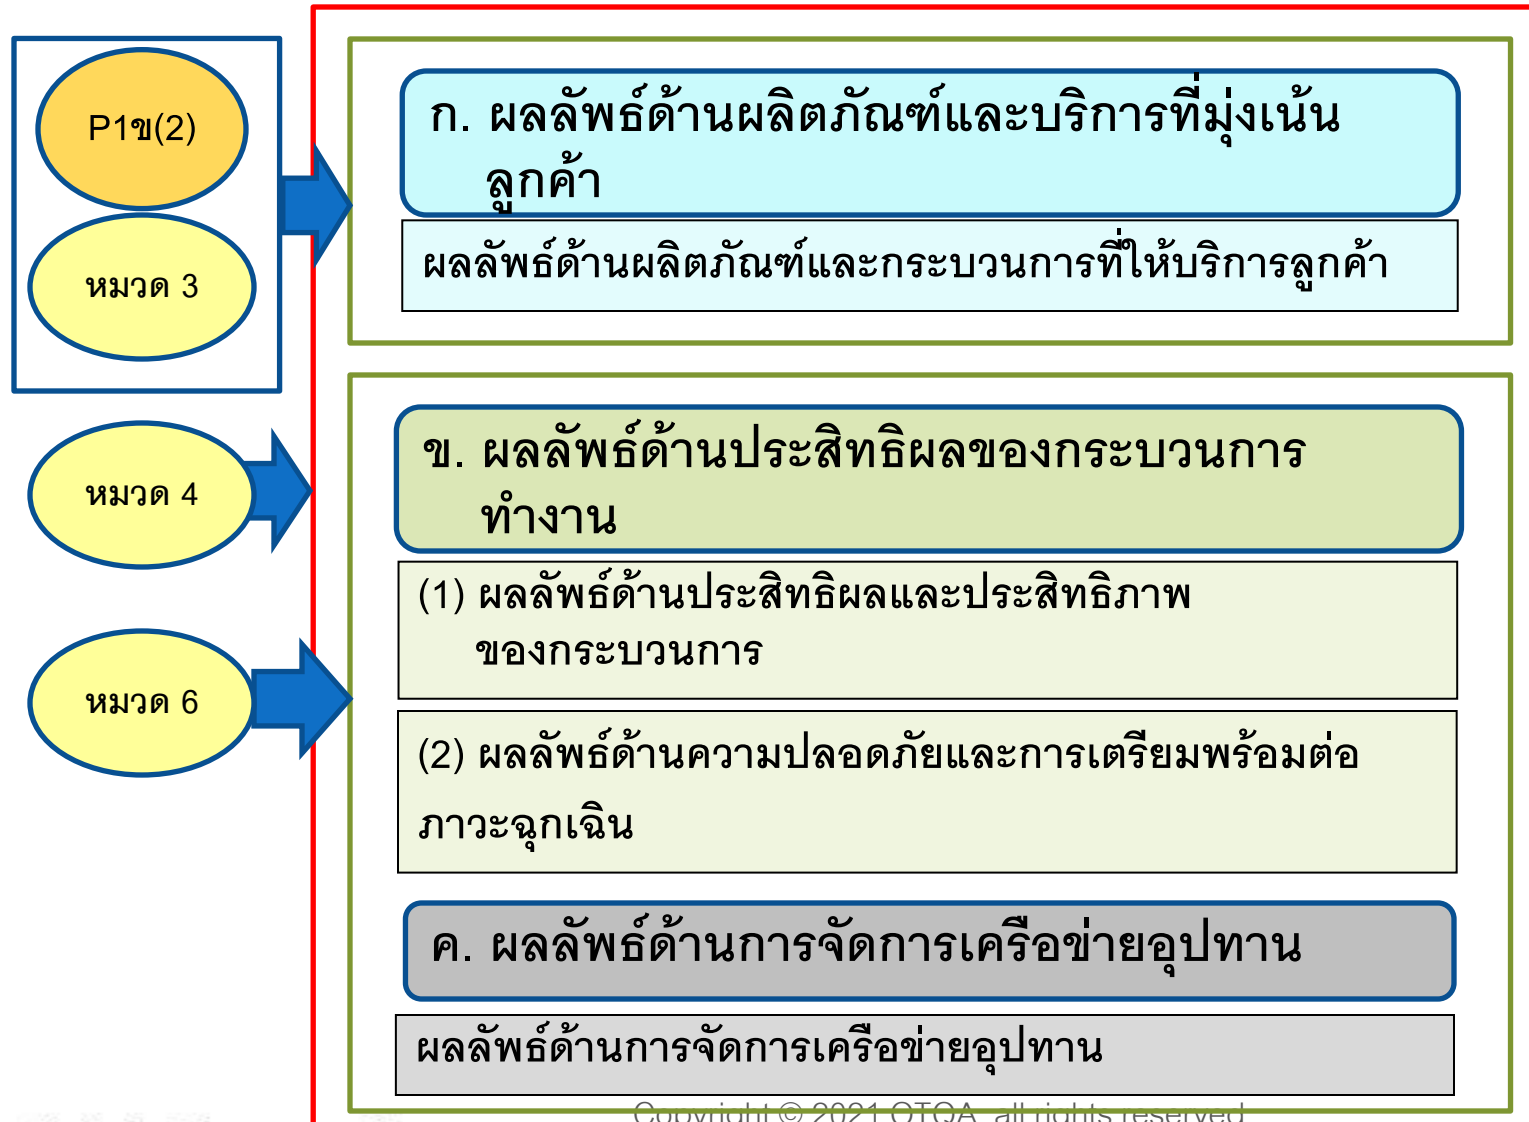 P1ข(2)
หมวด 3
ก. ผลลัพธ์ด้านผลิตภัณฑ์และบริการที่มุ่งเน้น
ลูกค้า
ผลลัพธ์ด้านผลิตภัณฑ์และกระบวนการที่ให้บริการลูกค้า
หมวด 4
หมวด 6
ข. ผลลัพธ์ด้านประสิทธิผลของกระบวนการ
ทำงาน
(1) ผลลัพธ์ด้านประสิทธิผลและประสิทธิภาพ
ของกระบวนการ
(2) ผลลัพธ์ด้านความปลอดภัยและการเตรียมพร้อมต่อ
ภาวะฉุกเฉิน
ค. ผลลัพธ์ด้านการจัดการเครือข่ายอุปทาน
ผลลัพธ์ด้านการจัดการเครือข่ายอุปทาน
Copyright © 2021 OTQA all rights reserved